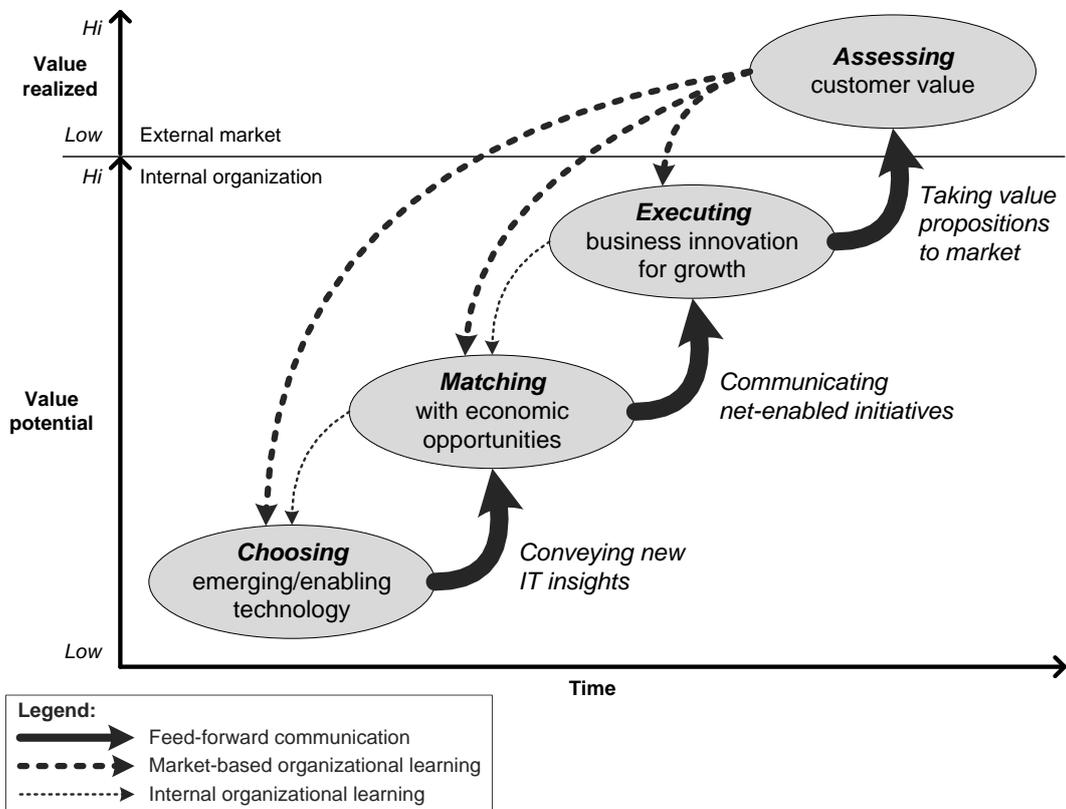 Hi
Value
realized
Low
External market
Assessing
customer value
Hi
Internal organization
Executing
business innovation
for growth
Taking value
propositions
to market
Value
potential
Matching
with economic
opportunities
Communicating
net-enabled initiatives
Choosing
emerging/enabling
technology
Conveying new
IT insights
Low
Time
Legend:
Feed-forward communication
Market-based organizational learning
Internal organizational learning